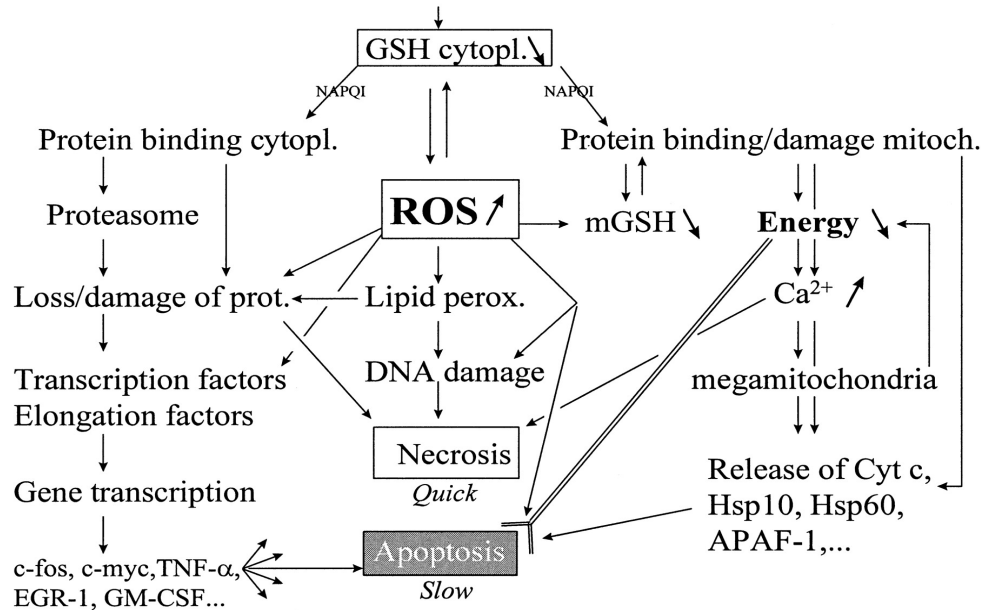 GSH cytopl.
NAPQI
NAPQI
Protein binding cytopl.
Protein binding/damage mitoch.
Proteasome
ROS
mGSH
Energy
Loss/damage of prot.
Lipid perox.
Ca²⁺
Transcription factors
Elongation factors
DNA damage
megamitochondria
Necrosis
Quick
Gene transcription
Release of Cyt c,
Hsp10, Hsp60,
APAF-1,...
Apoptosis
Slow
c-fos, c-myc,TNF-α,
EGR-1, GM-CSF...